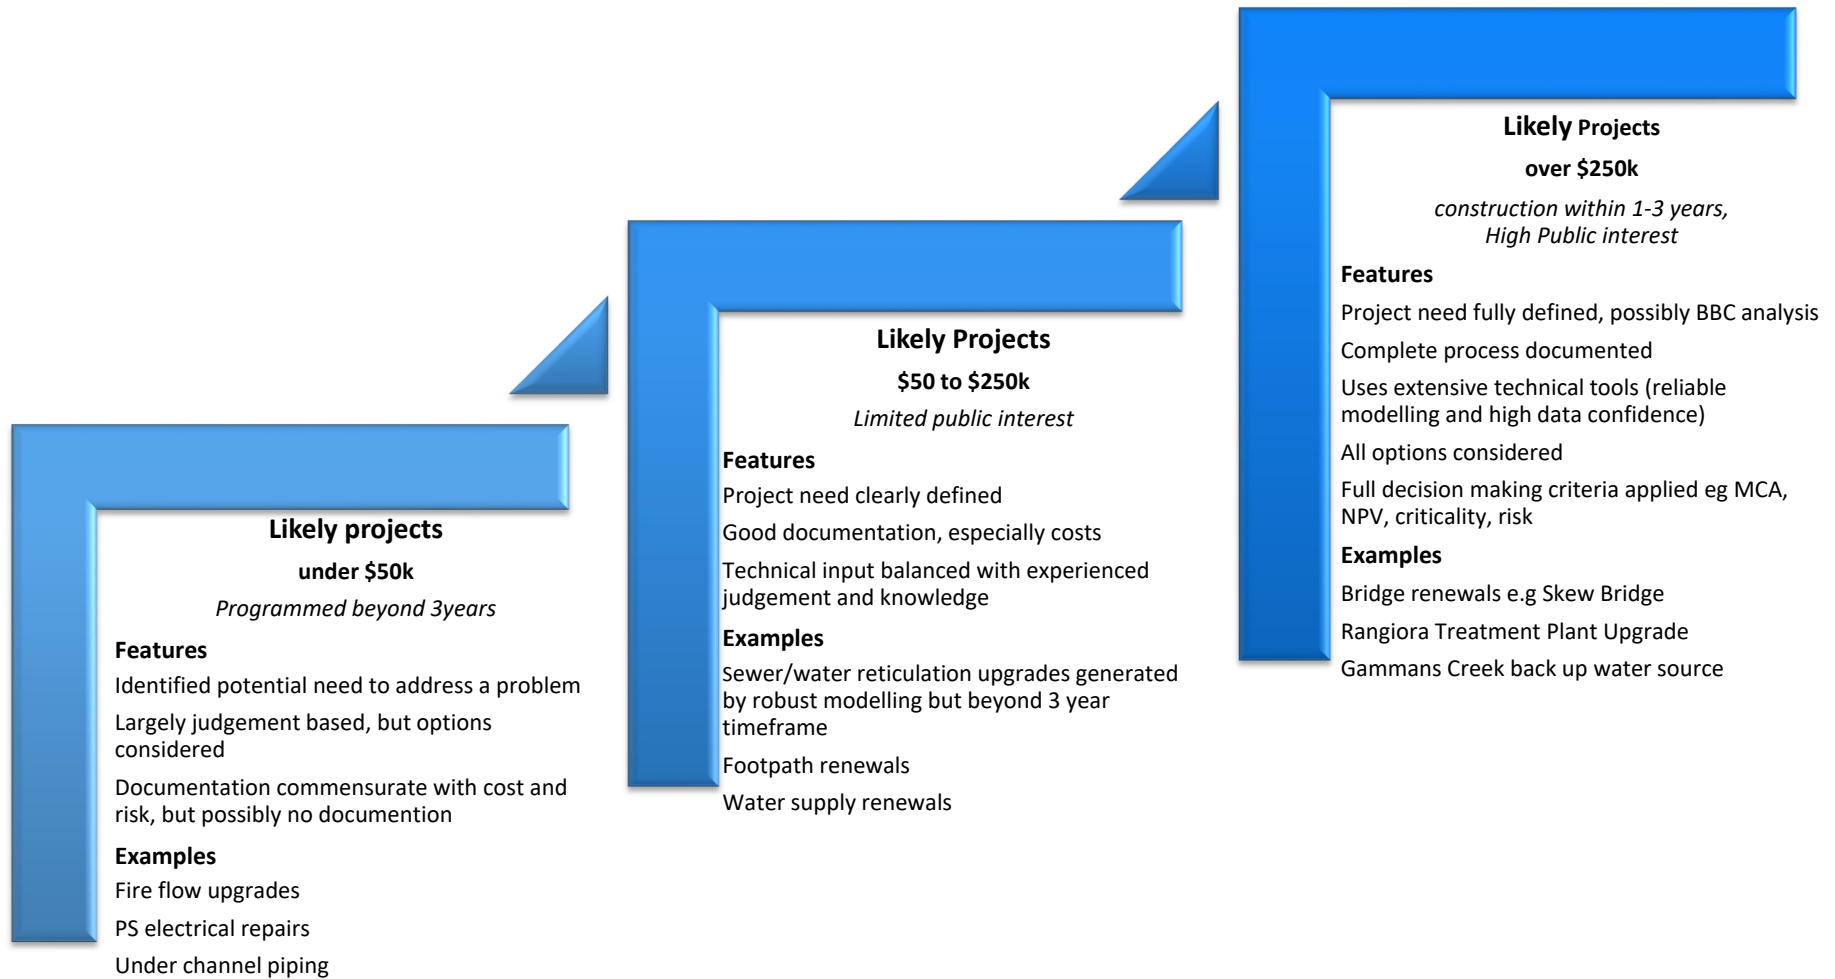 Likely projects
under $50k
Programmed beyond 3years
Features
Identified potential need to address a problem
Largely judgement based, but options
considered
Documentation commensurate with cost and
risk, but possibly no documention
Examples
Fire flow upgrades
PS electrical repairs
Under channel piping
Likely Projects
$50 to $250k
Limited public interest
Features
Project need clearly defined
Good documentation, especially costs
Technical input balanced with experienced
judgement and knowledge
Examples
Sewer/water reticulation upgrades generated
by robust modelling but beyond 3 year
timeframe
Footpath renewals
Water supply renewals
Likely Projects
over $250k
construction within 1-3 years,
High Public interest
Features
Project need fully defined, possibly BBC analysis
Complete process documented
Uses extensive technical tools (reliable
modelling and high data confidence)
All options considered
Full decision making criteria applied eg MCA,
NPV, criticality, risk
Examples
Bridge renewals e.g Skew Bridge
Rangiora Treatment Plant Upgrade
Gammans Creek back up water source